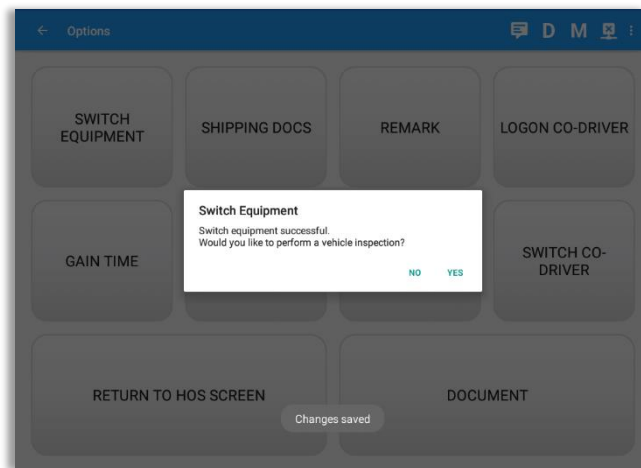 Options
D M
SWITCH
EQUIPMENT
SHIPPING DOCS
REMARK
LOGON CO-DRIVER
Switch Equipment
Switch equipment successful.
Would you like to perform a vehicle inspection?
NO YES
GAIN TIME
SWITCH CO-
DRIVER
RETURN TO HOS SCREEN
DOCUMENT
Changes saved